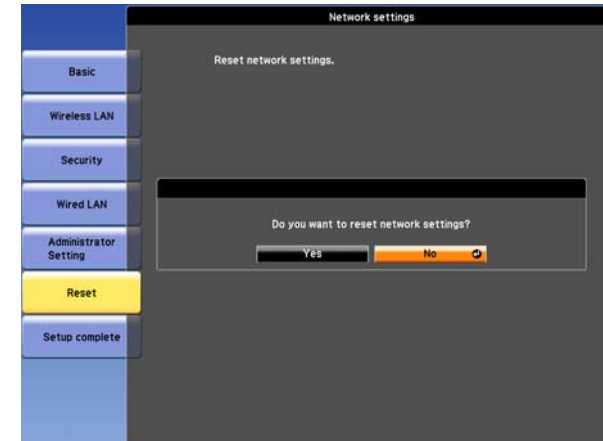 Network settings
Reset network settings.
Basic
Wireless LAN
Security
Wired LAN
Administrator
Setting
Reset
Setup complete
Do you want to reset network settings?
Yes No